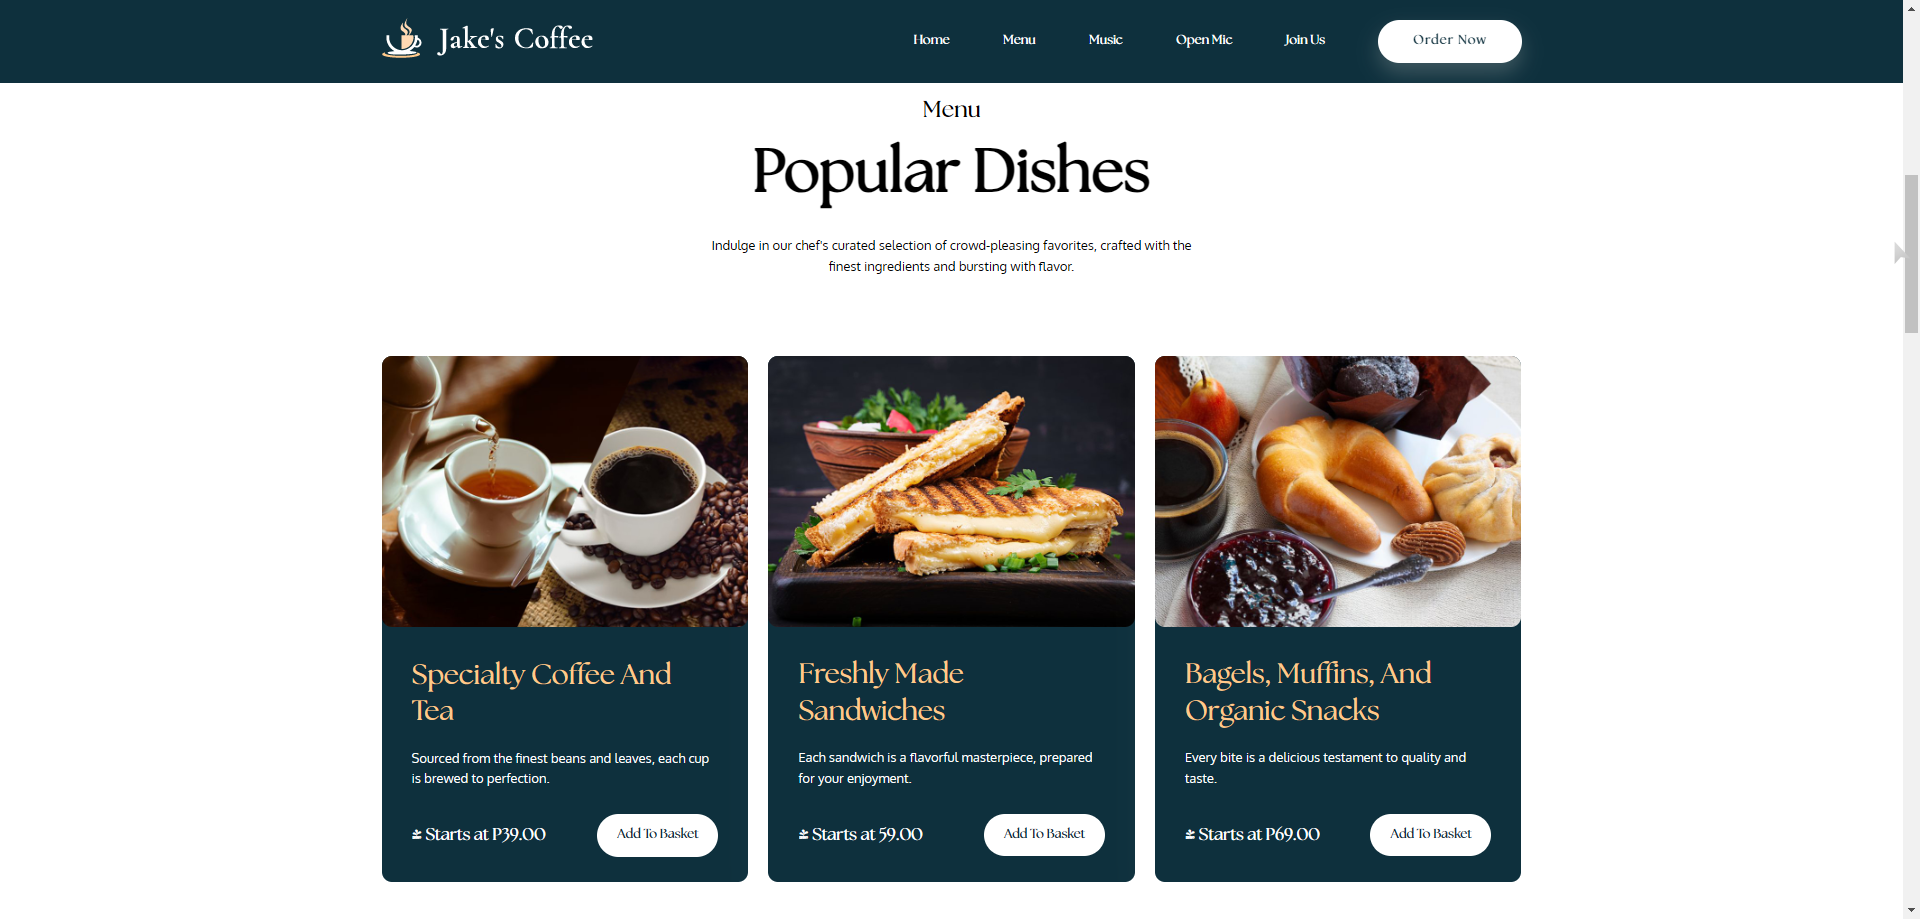 Jake's Coffee
Home
Menu
Music
Open Mic
Join Us
Order Now
Menu
Popular Dishes
Indulge in our chef's curated selection of crowd-pleasing favorites, crafted with the
finest ingredients and bursting with flavor.
Specialty Coffee And
Tea
Sourced from the finest beans and leaves, each cup
is brewed to perfection.
Starts at P39.00
Add To Basket
Freshly Made
Sandwiches
Each sandwich is a flavorful masterpiece, prepared
for your enjoyment.
Starts at 59.00
Add To Basket
Bagels, Muffins, And
Organic Snacks
Every bite is a delicious testament to quality and
taste.
Starts at P69.00
Add To Basket